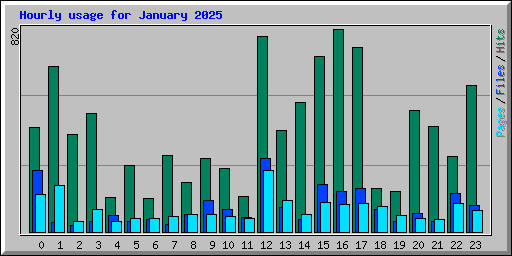 Hourly usage for January 2025
820
Pages / Files / Hits
0 1 2 3 4 5 6 7 8 9 10 11 12 13 14 15 16 17 18 19 20 21 22 23